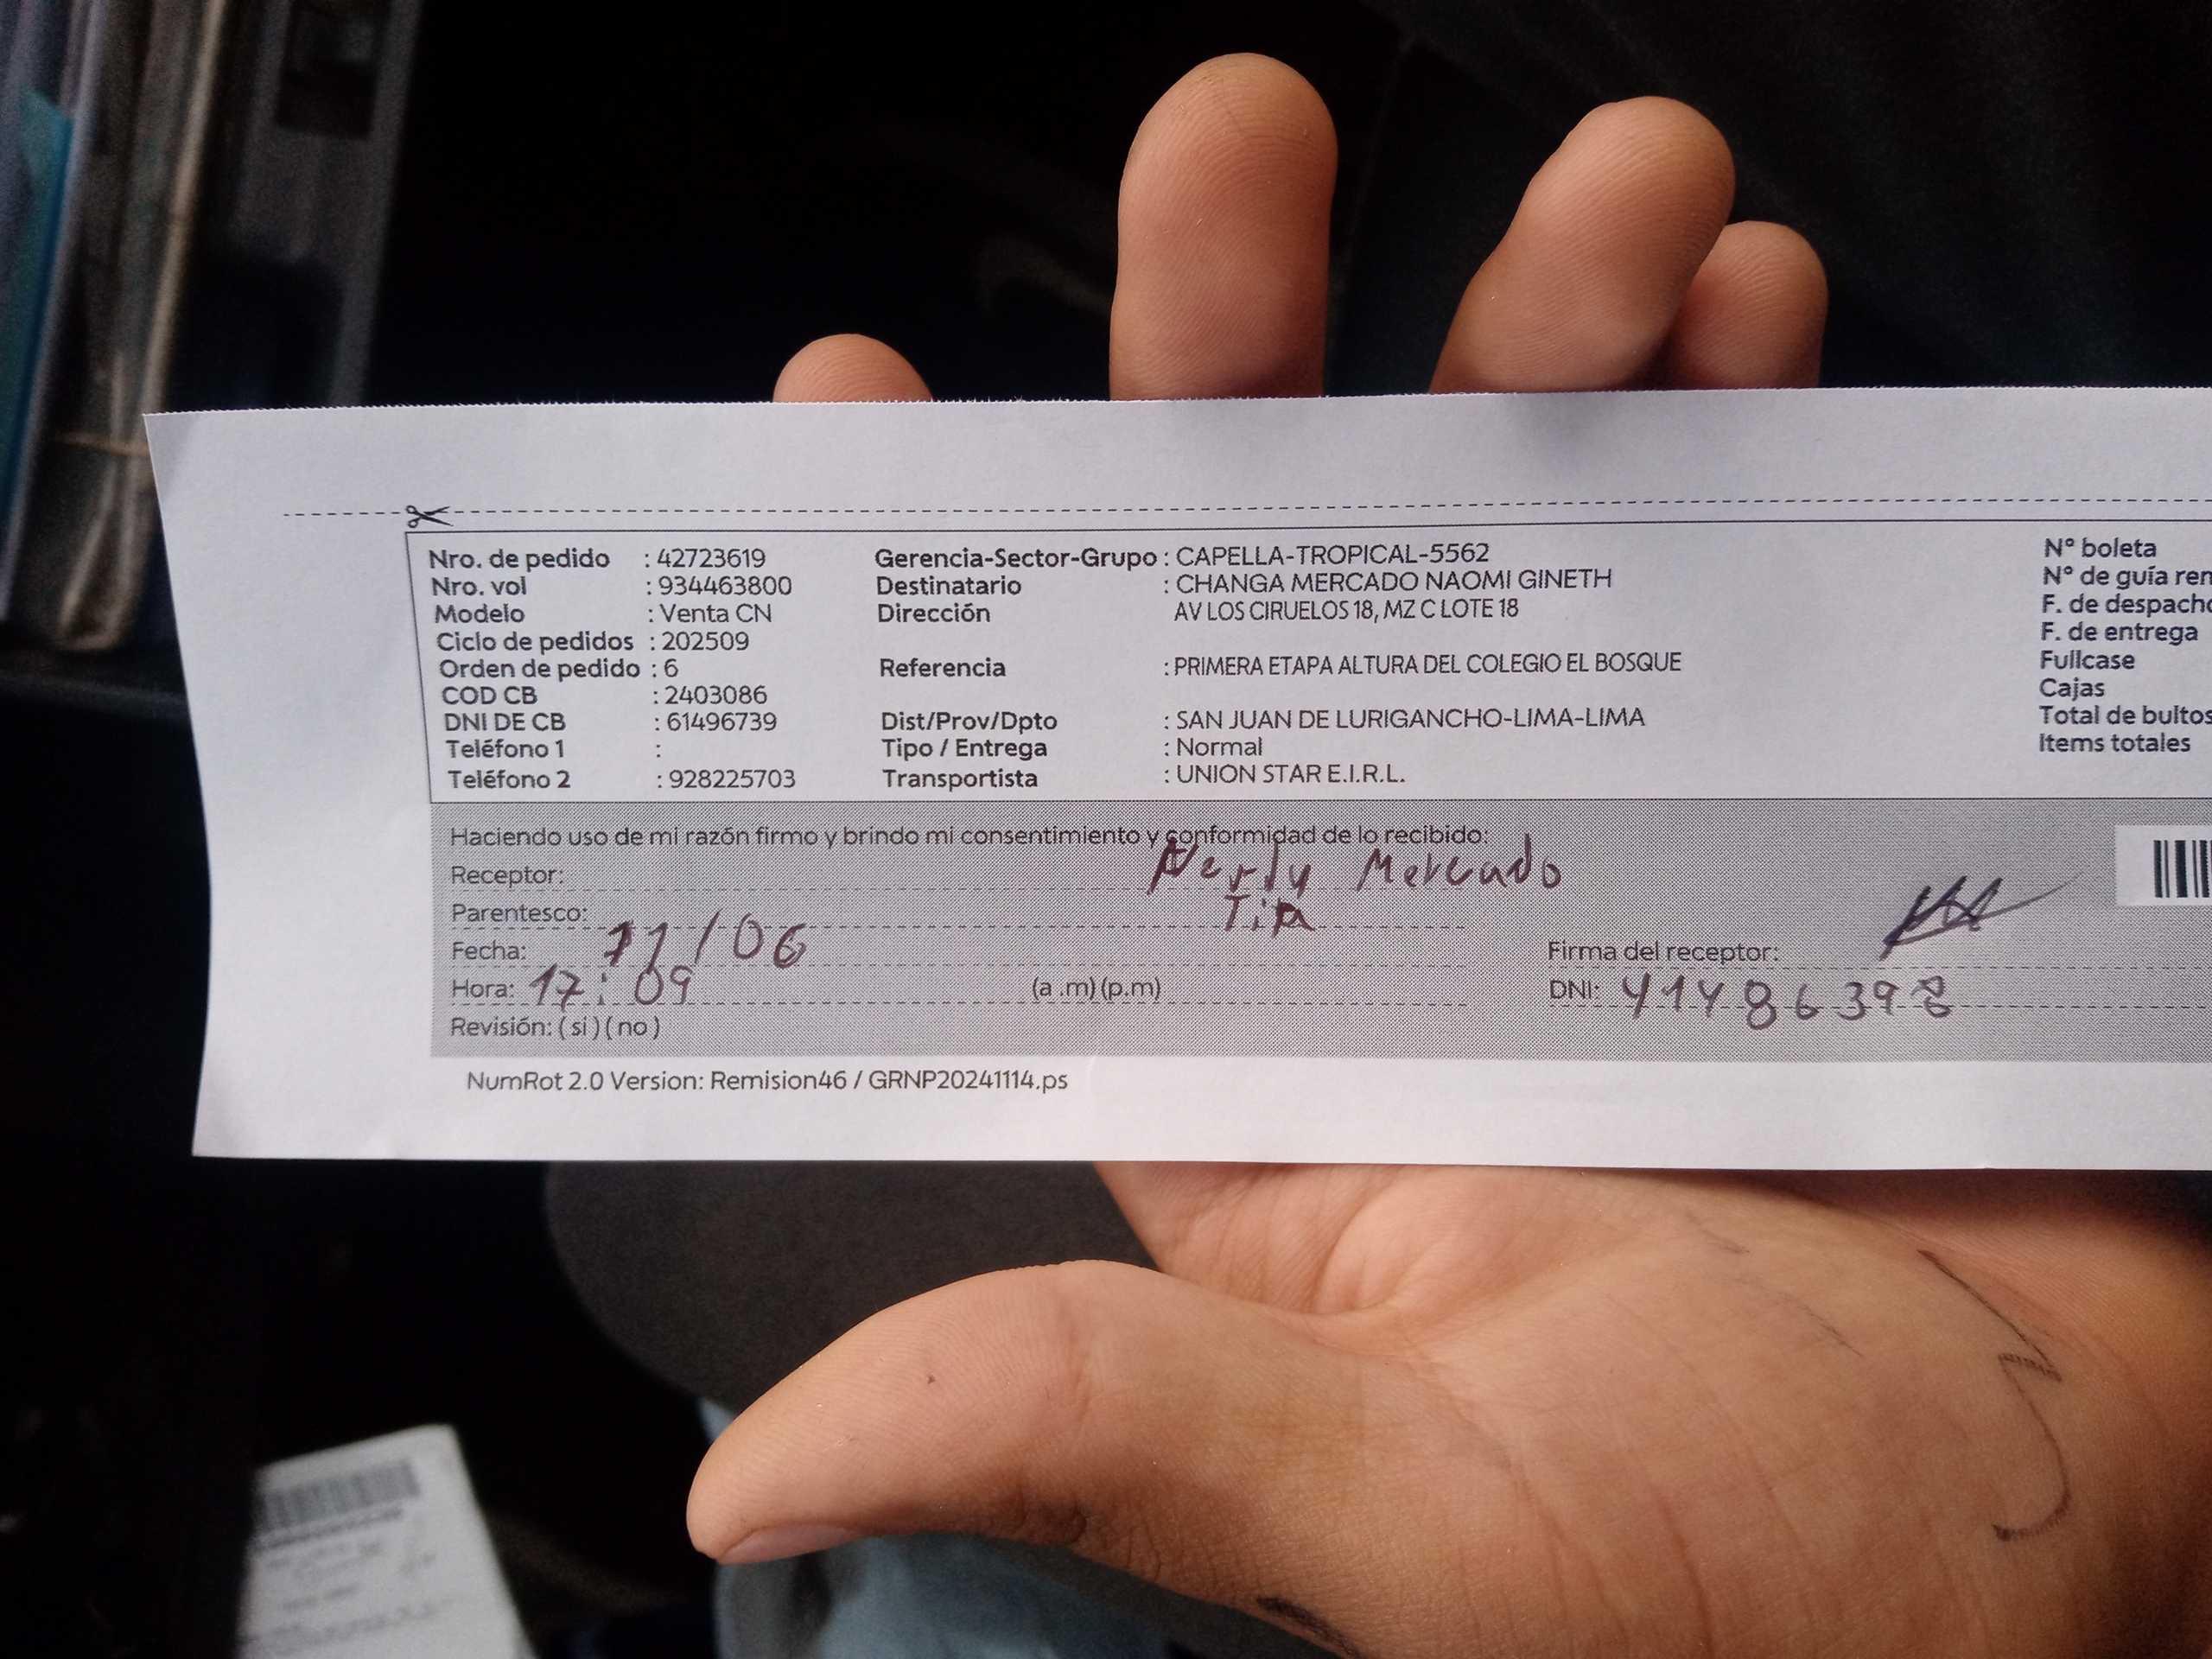 Nro. de pedido : 42723619 Gerencia-Sector-Grupo : CAPELLA-TROPICAL-5562 N° boleta
Nro. vol : 934463800 Destinatario : CHANGA MERCADO NAOMI GINETH N° de guía ren
Modelo : Venta CN Dirección AV LOS CIRUELOS 18, MZ C LOTE 18 F. de despacho
Ciclo de pedidos : 202509 F. de entrega
Orden de pedido : 6 Referencia : PRIMERA ETAPA ALTURA DEL COLEGIO EL BOSQUE Fullcase
COD CB : 2403086 Cajas
DNI DE CB : 61496739 Dist/Prov/Dpto : SAN JUAN DE LURIGANCHO-LIMA-LIMA Total de bultos
Teléfono 1 : Tipo / Entrega : Normal Items totales
Teléfono 2 : 928225703 Transportista : UNION STAR E.I.R.L.
Haciendo uso de mi razón firmo y brindo mi consentimiento y conformidad de lo recibido:
Receptor: Nerly Mercado
Parentesco: Tia
Fecha: 11/06 Firma del receptor:
Hora: 17:09 (a .m) (p.m) DNI: 41486398
Revisión: ( si ) ( no )
NumRot 2.0 Version: Remision46 / GRNP20241114.ps